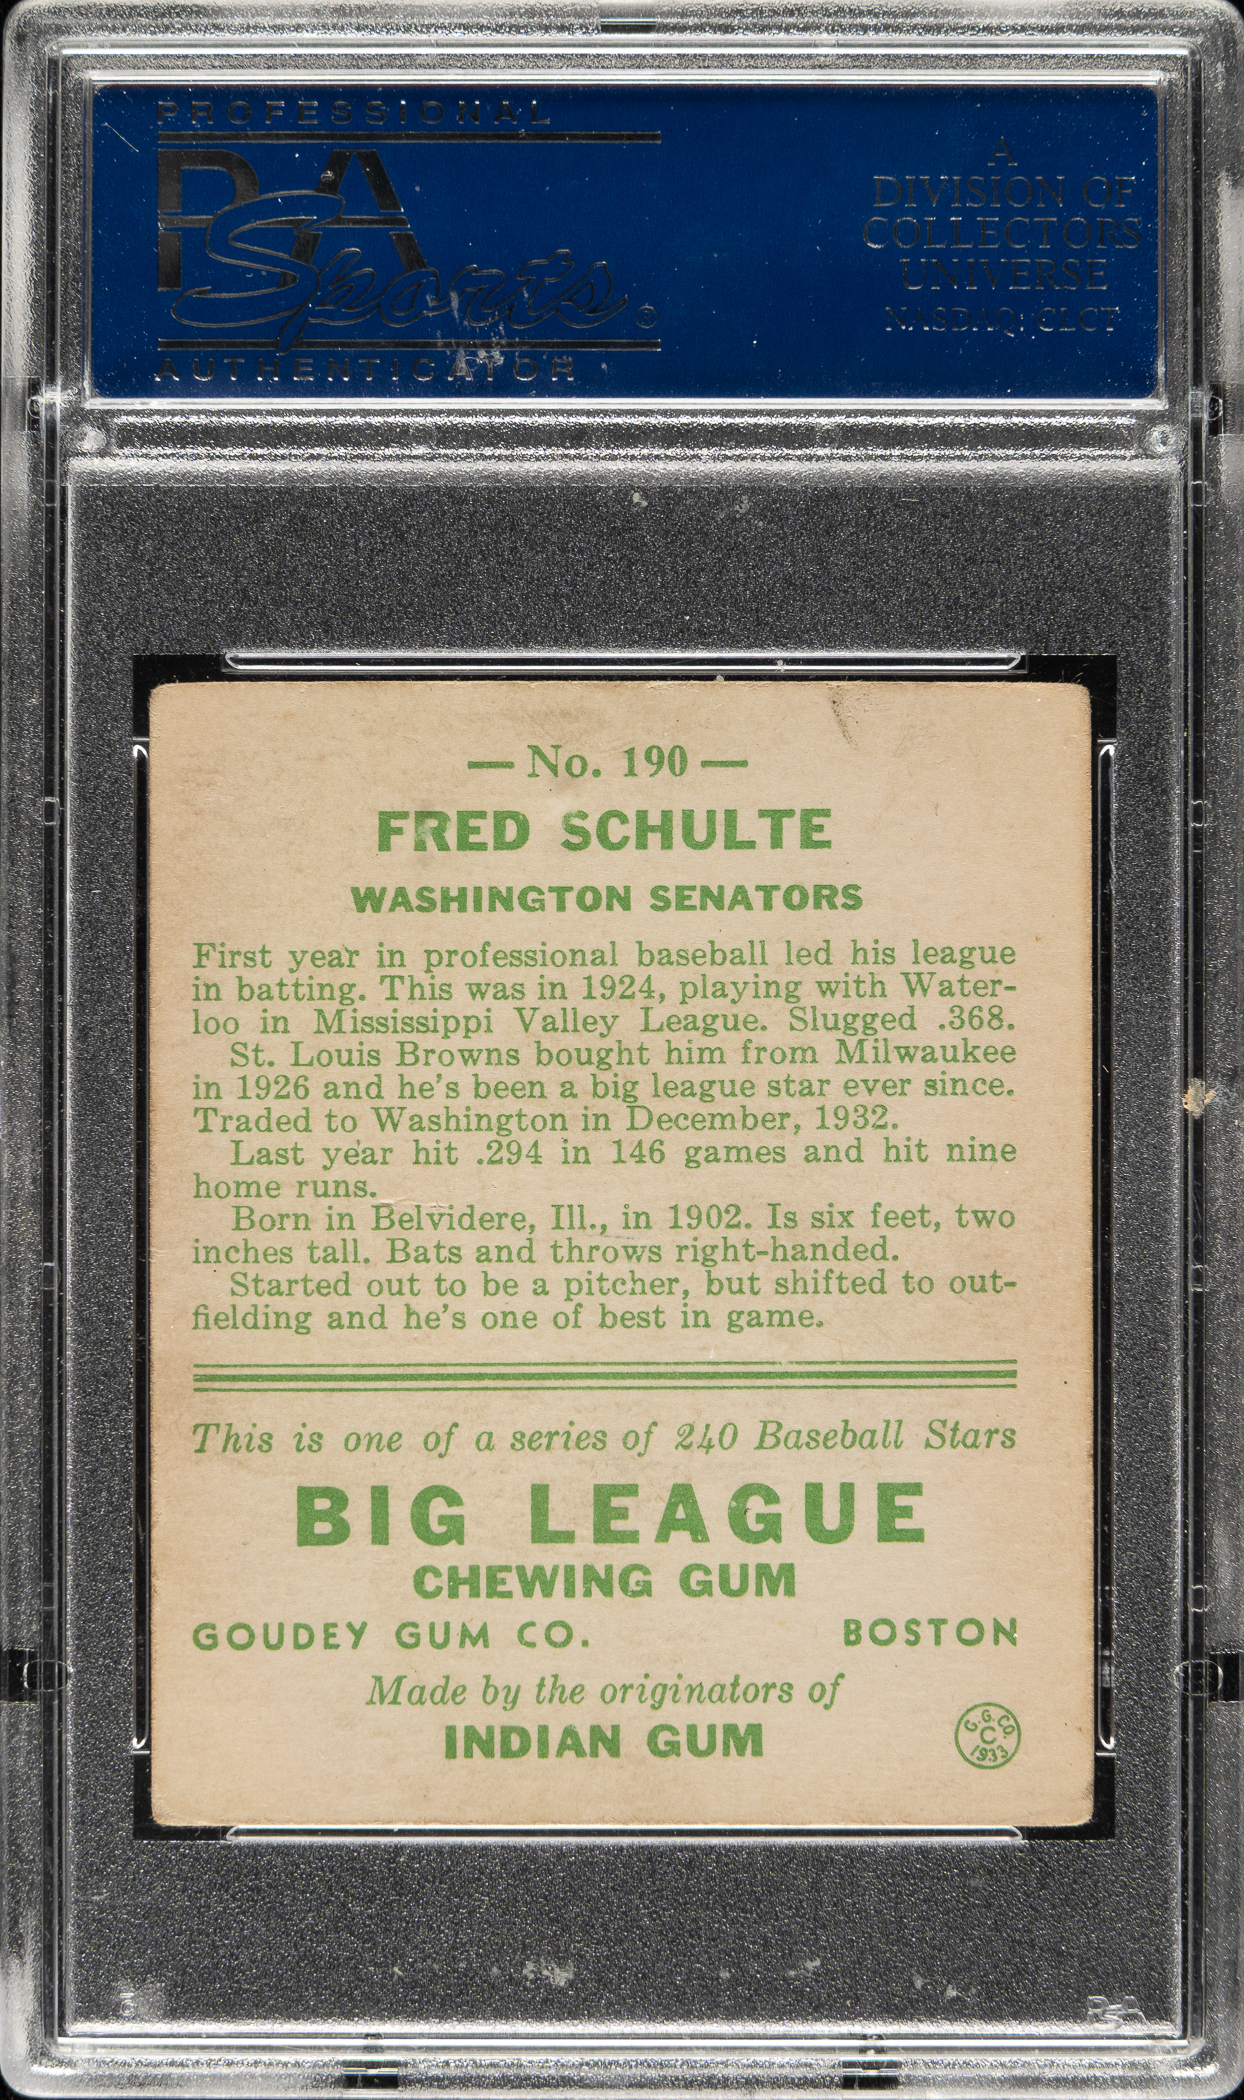 PROFESSIONAL
PSA
Sports®
AUTHENTICATOR
A
DIVISION OF
COLLECTORS
UNIVERSE
NASDAQ: CLCT
— No. 190 —
FRED SCHULTE
WASHINGTON SENATORS
First year in professional baseball led his league
in batting. This was in 1924, playing with Water-
loo in Mississippi Valley League. Slugged .368.
St. Louis Browns bought him from Milwaukee
in 1926 and he's been a big league star ever since.
Traded to Washington in December, 1932.
Last year hit .294 in 146 games and hit nine
home runs.
Born in Belvidere, Ill., in 1902. Is six feet, two
inches tall. Bats and throws right-handed.
Started out to be a pitcher, but shifted to out-
fielding and he's one of best in game.
This is one of a series of 240 Baseball Stars
BIG LEAGUE
CHEWING GUM
GOUDEY GUM CO. BOSTON
Made by the originators of
INDIAN GUM
G.G.CO.
C
1933
PSA